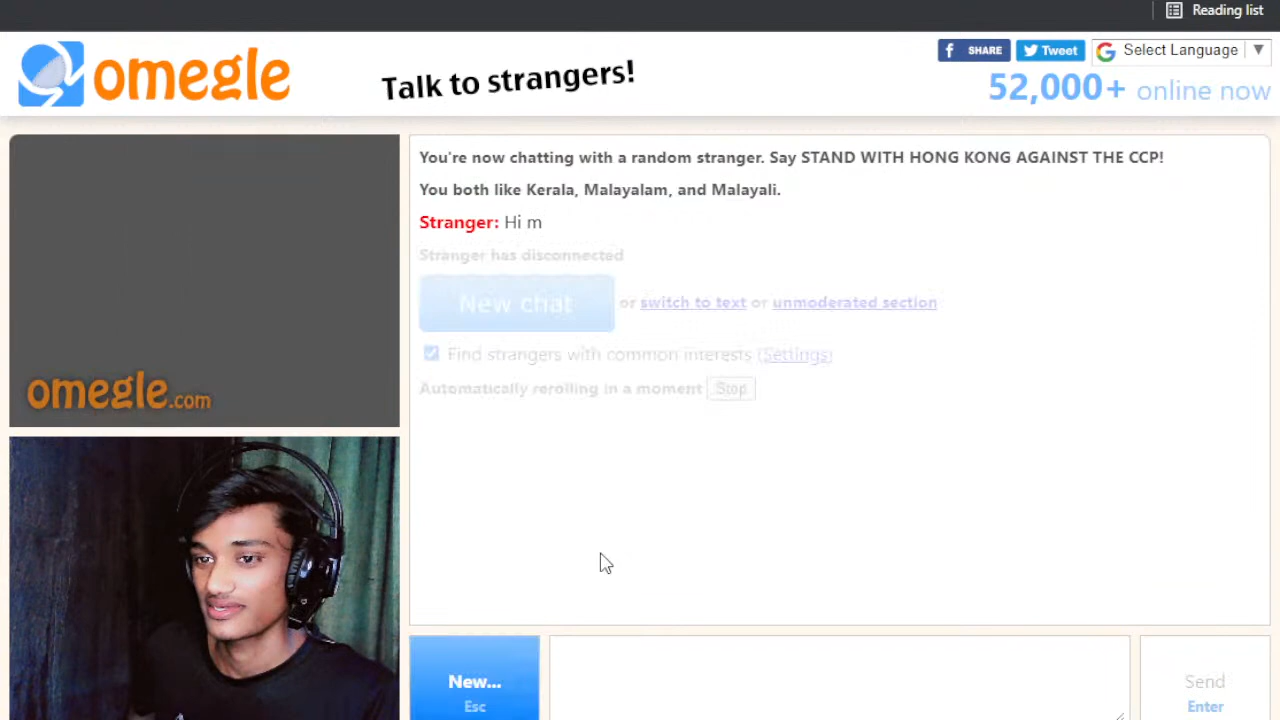 Reading list
omegle
Talk to strangers!
SHARE
Tweet
Select Language
52,000+ online now
You're now chatting with a random stranger. Say STAND WITH HONG KONG AGAINST THE CCP!
You both like Kerala, Malayalam, and Malayali.
Stranger: Hi m
Stranger has disconnected
New chat or switch to text or unmoderated section
Find strangers with common interests (Settings)
Automatically rerolling in a moment Stop
omegle.com
New...
Esc
Send
Enter